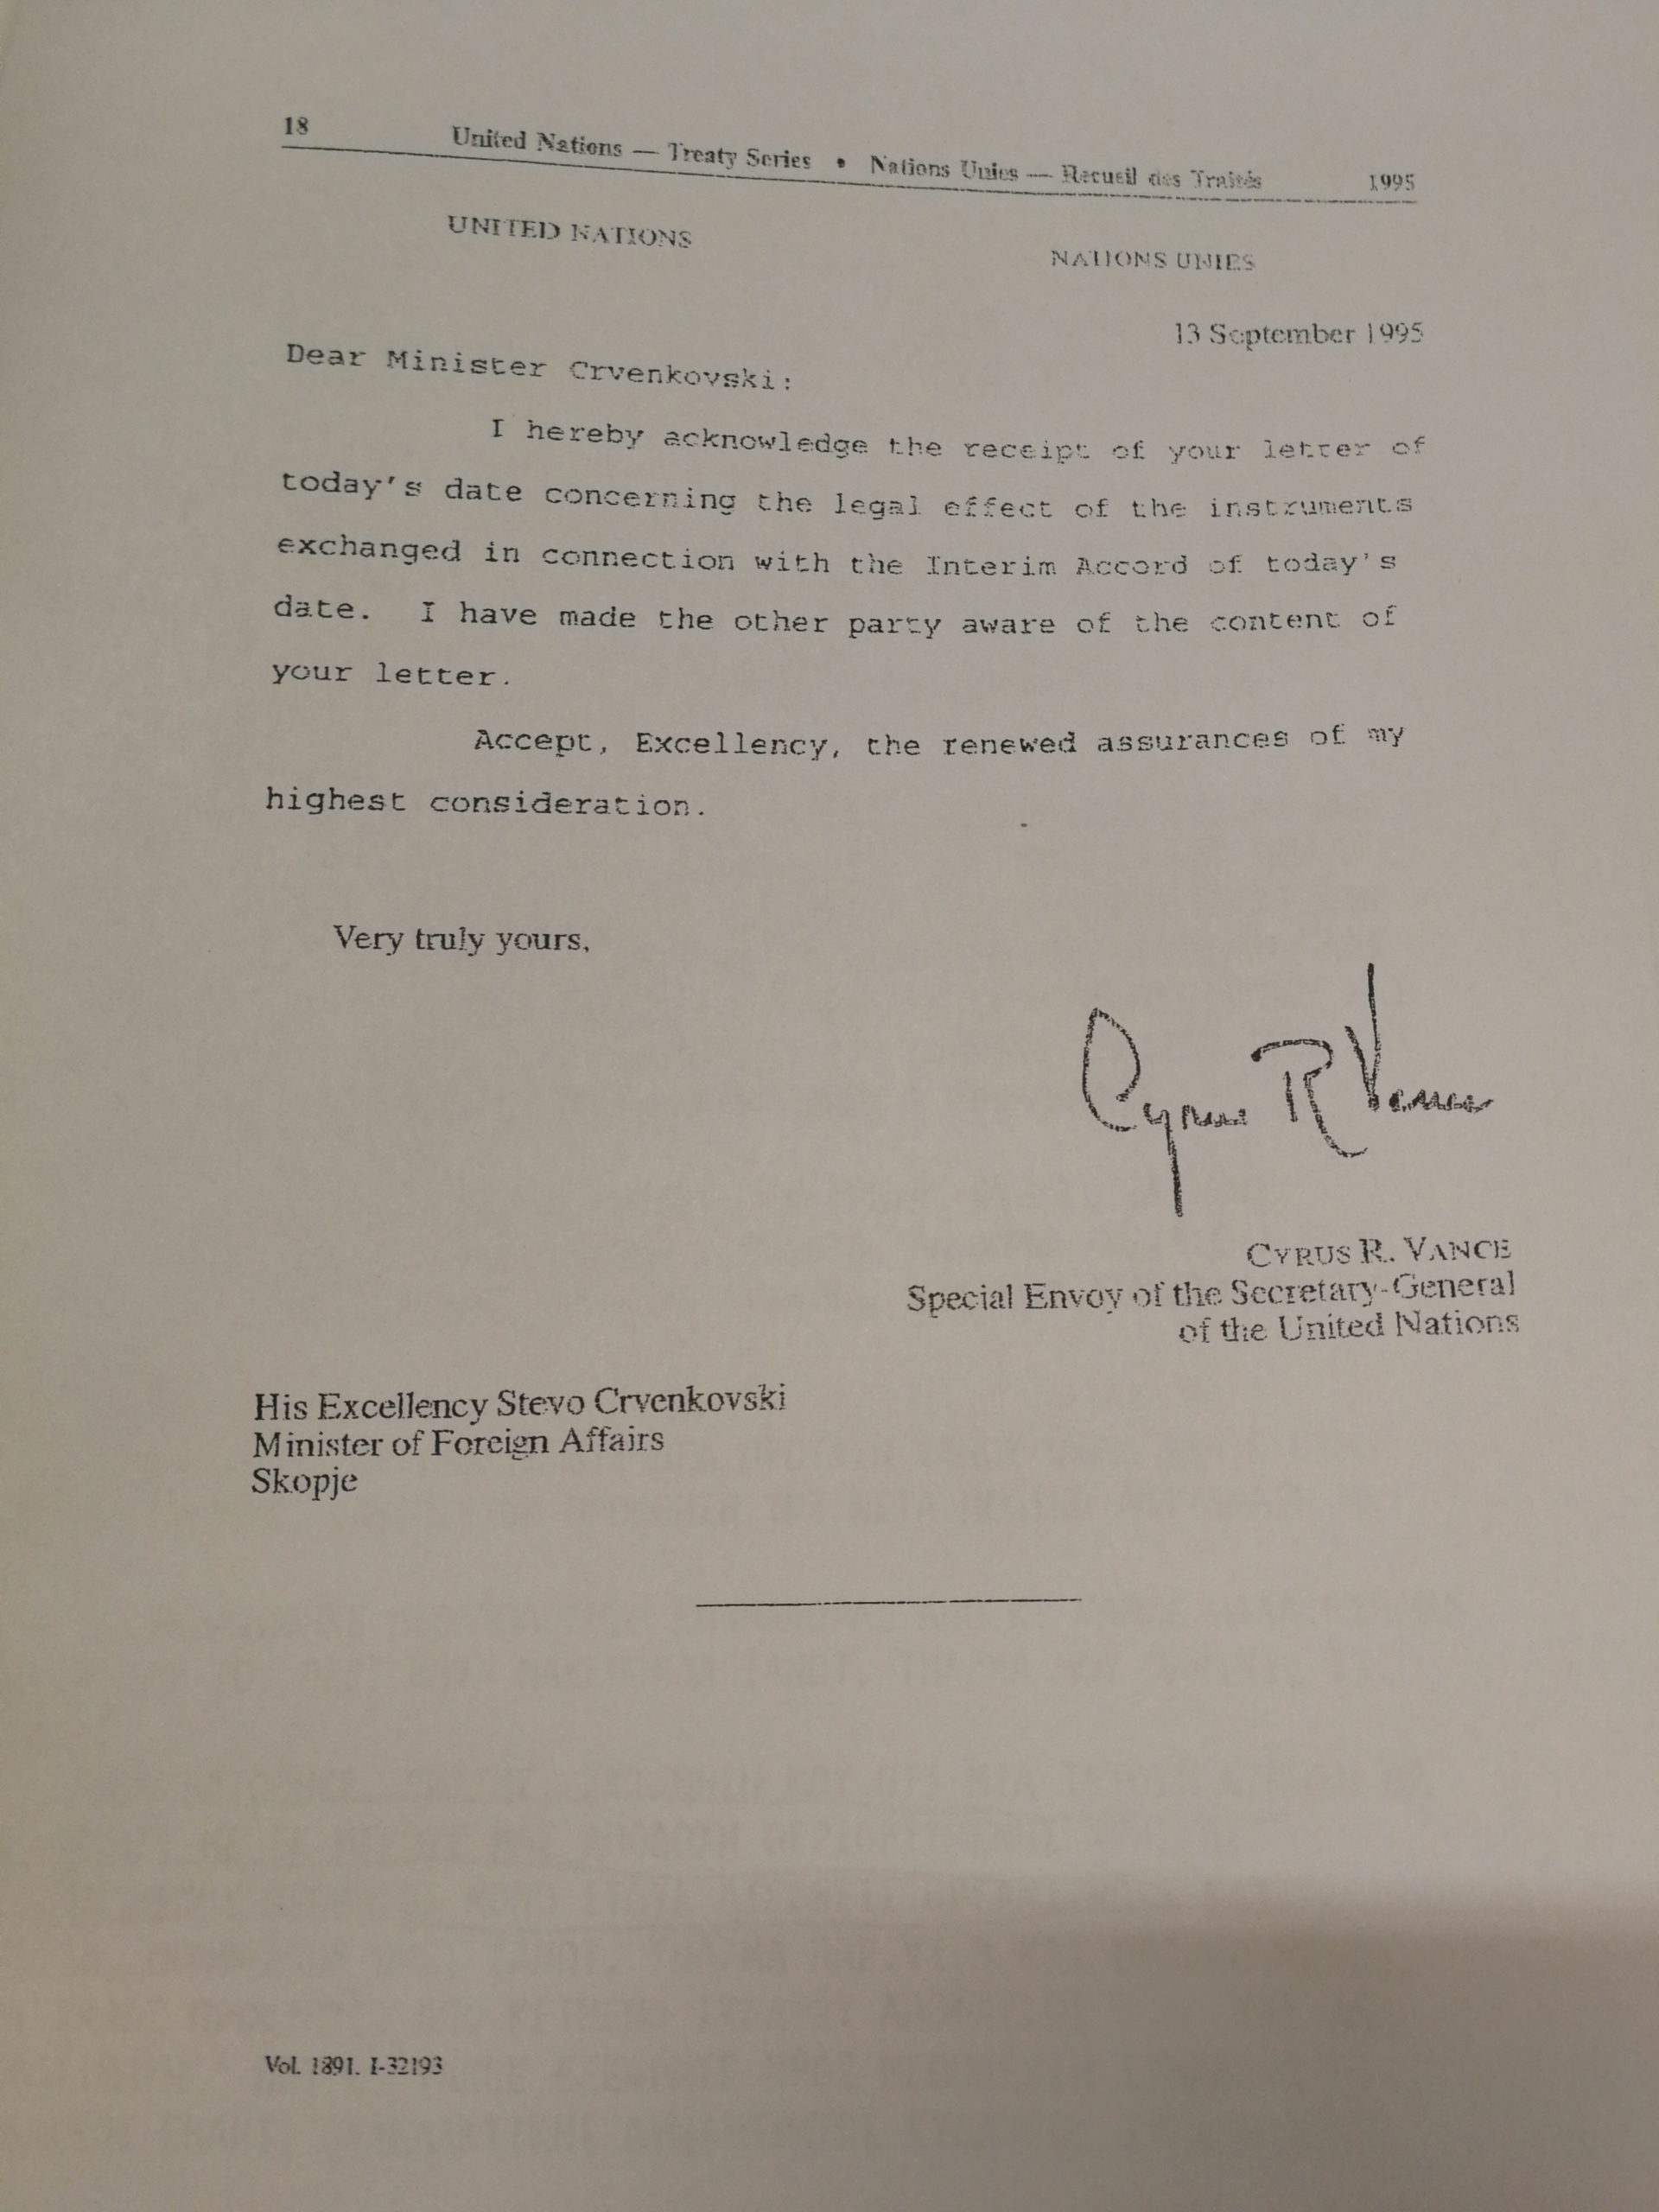 18 United Nations — Treaty Series • Nations Unies — Recueil des Traités 1995
UNITED NATIONS NATIONS UNIES
13 September 1995
Dear Minister Crvenkovski:
I hereby acknowledge the receipt of your letter of
today's date concerning the legal effect of the instruments
exchanged in connection with the Interim Accord of today's
date. I have made the other party aware of the content of
your letter.
Accept, Excellency, the renewed assurances of my
highest consideration.
Very truly yours,
Cyrus R Vance
CYRUS R. VANCE
Special Envoy of the Secretary-General
of the United Nations
His Excellency Stevo Crvenkovski
Minister of Foreign Affairs
Skopje
Vol. 1891. I-32193